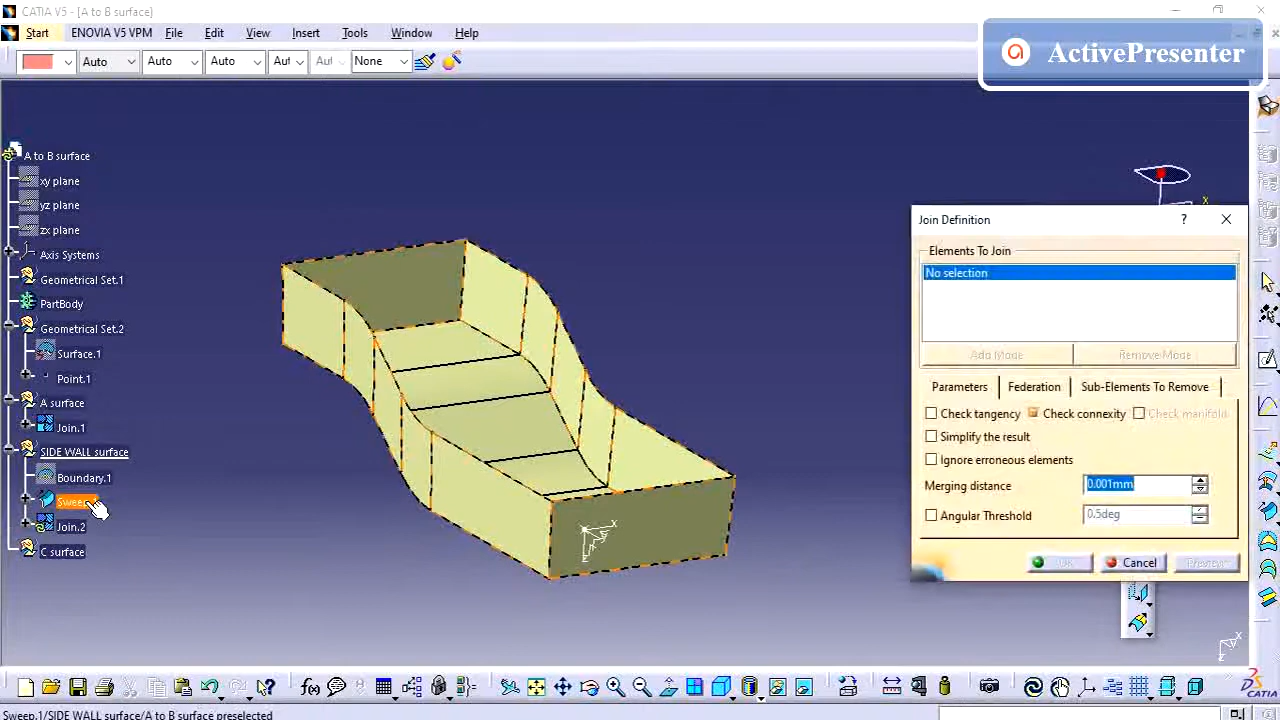 CATIA V5 - [A to B surface]
ActivePresenter
Start ENOVIA V5 VPM File Edit View Insert Tools Window Help
Auto Auto Auto Aut Aut None
A to B surface
xy plane
yz plane
zx plane
Axis Systems
Geometrical Set.1
PartBody
Geometrical Set.2
Surface.1
Point.1
A surface
Join.1
SIDE WALL surface
Boundary.1
Sweep
Join.2
C surface
Join Definition
Elements To Join
No selection
Add Mode Remove Mode
Parameters Federation Sub-Elements To Remove
Check tangency Check connexity Check manifold
Simplify the result
Ignore erroneous elements
Merging distance 0.001mm
Angular Threshold 0.5deg
OK Cancel Preview
x
z
f(x)
CATIA
Sweep.1/SIDE WALL surface/A to B surface preselected